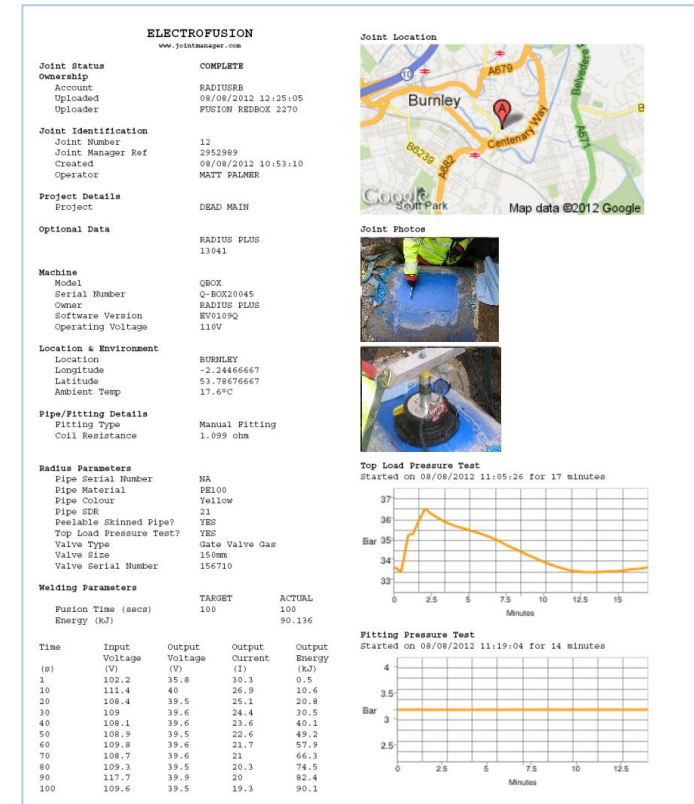 ELECTROFUSION
www.jointmanager.com
Joint Status COMPLETE
Ownership
Account RADIUSRB
Uploaded 08/08/2012 12:25:05
Uploader FUSION REDBOX 2270
Joint Identification
Joint Number 12
Joint Manager Ref 2952989
Created 08/08/2012 10:53:10
Operator MATT PALMER
Project Details
Project DEAD MAIN
Optional Data
RADIUS PLUS
13041
Machine
Model QBOX
Serial Number Q-BOX20045
Owner RADIUS PLUS
Software Version EV0109Q
Operating Voltage 110V
Location & Environment
Location BURNLEY
Longitude -2.24466667
Latitude 53.78676667
Ambient Temp 17.6°C
Pipe/Fitting Details
Fitting Type Manual Fitting
Coil Resistance 1.099 ohm
Radius Parameters
Pipe Serial Number NA
Pipe Material PE100
Pipe Colour Yellow
Pipe SDR 21
Peelable Skinned Pipe? YES
Top Load Pressure Test? YES
Valve Type Gate Valve Gas
Valve Size 150mm
Valve Serial Number 156710
Welding Parameters
TARGET ACTUAL
Fusion Time (secs) 100 100
Energy (kJ) 90.136
Time Input Output Output Output
Voltage Voltage Current Energy
(s) (V) (V) (I) (kJ)
1 102.2 35.8 30.3 0.5
10 111.4 40 26.9 10.6
20 108.4 39.5 25.1 20.8
30 109 39.6 24.4 30.5
40 108.1 39.6 23.6 40.1
50 108.9 39.5 22.6 49.2
60 109.8 39.6 21.7 57.9
70 108.7 39.6 21 66.3
80 109.3 39.5 20.3 74.5
90 117.7 39.9 20 82.4
100 109.6 39.5 19.3 90.1
Joint Location
10
A679
Belvedere
Burnley
A
B
Centenary Way
A671
B6239
A682
Google
Scott Park
Map data ©2012 Google
Joint Photos
Top Load Pressure Test
Started on 08/08/2012 11:05:26 for 17 minutes
37
36
Bar 35
34
33
0 2.5 5 7.5 10 12.5 15
Minutes
Fitting Pressure Test
Started on 08/08/2012 11:19:04 for 14 minutes
4
3.5
Bar 3
2.5
0 2.5 5 7.5 10 12.5
Minutes